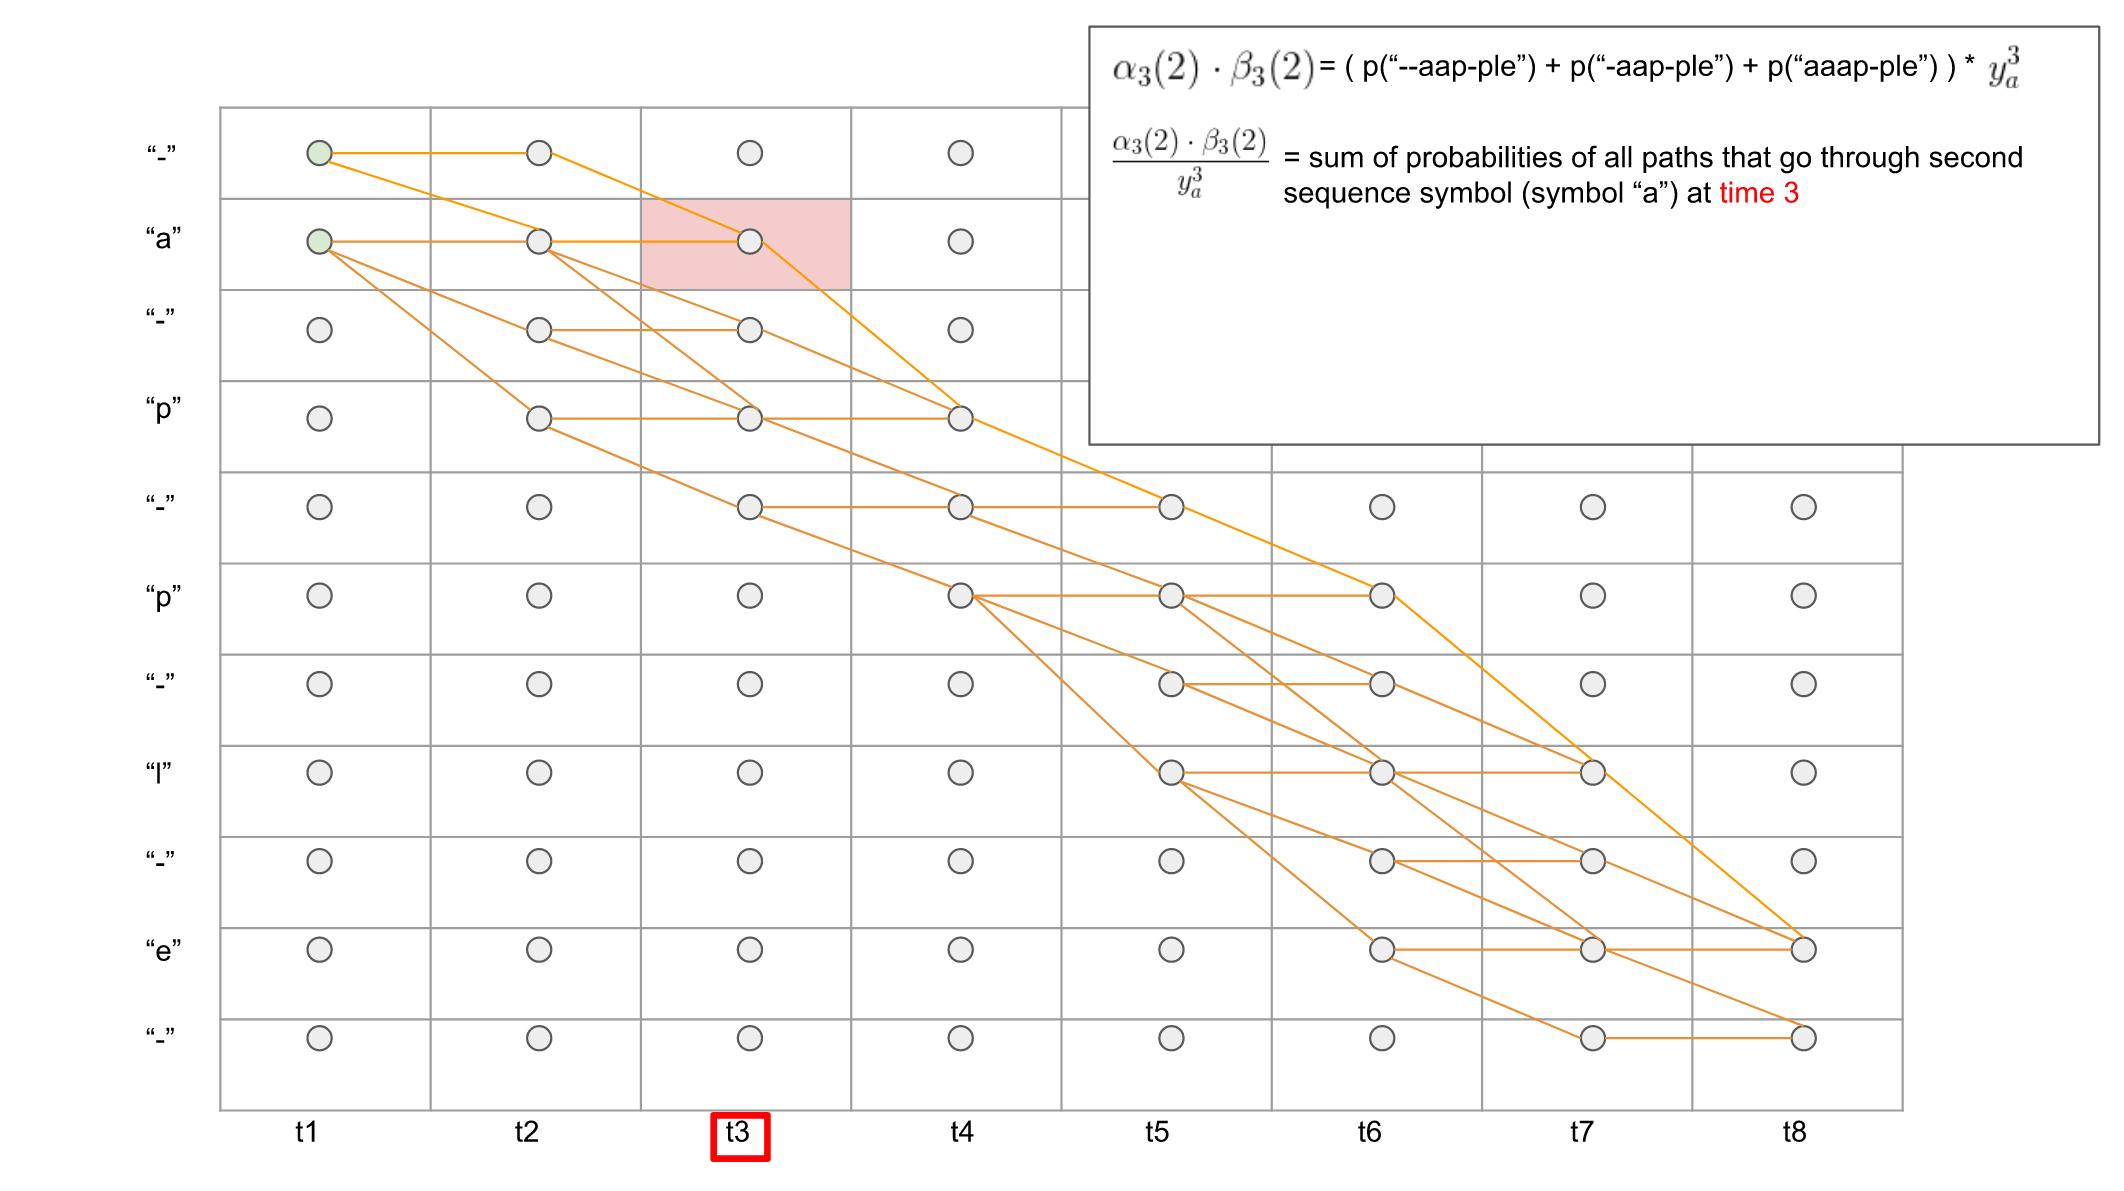 α₃(2) · β₃(2) = ( p(“--aap-ple”) + p(“-aap-ple”) + p(“aaap-ple”) ) * y_a^3
α₃(2) · β₃(2)
y_a^3
= sum of probabilities of all paths that go through second
sequence symbol (symbol “a”) at time 3
“-”
“a”
“-”
“p”
“-”
“p”
“-”
“l”
“-”
“e”
“-”
t1 t2 t3 t4 t5 t6 t7 t8